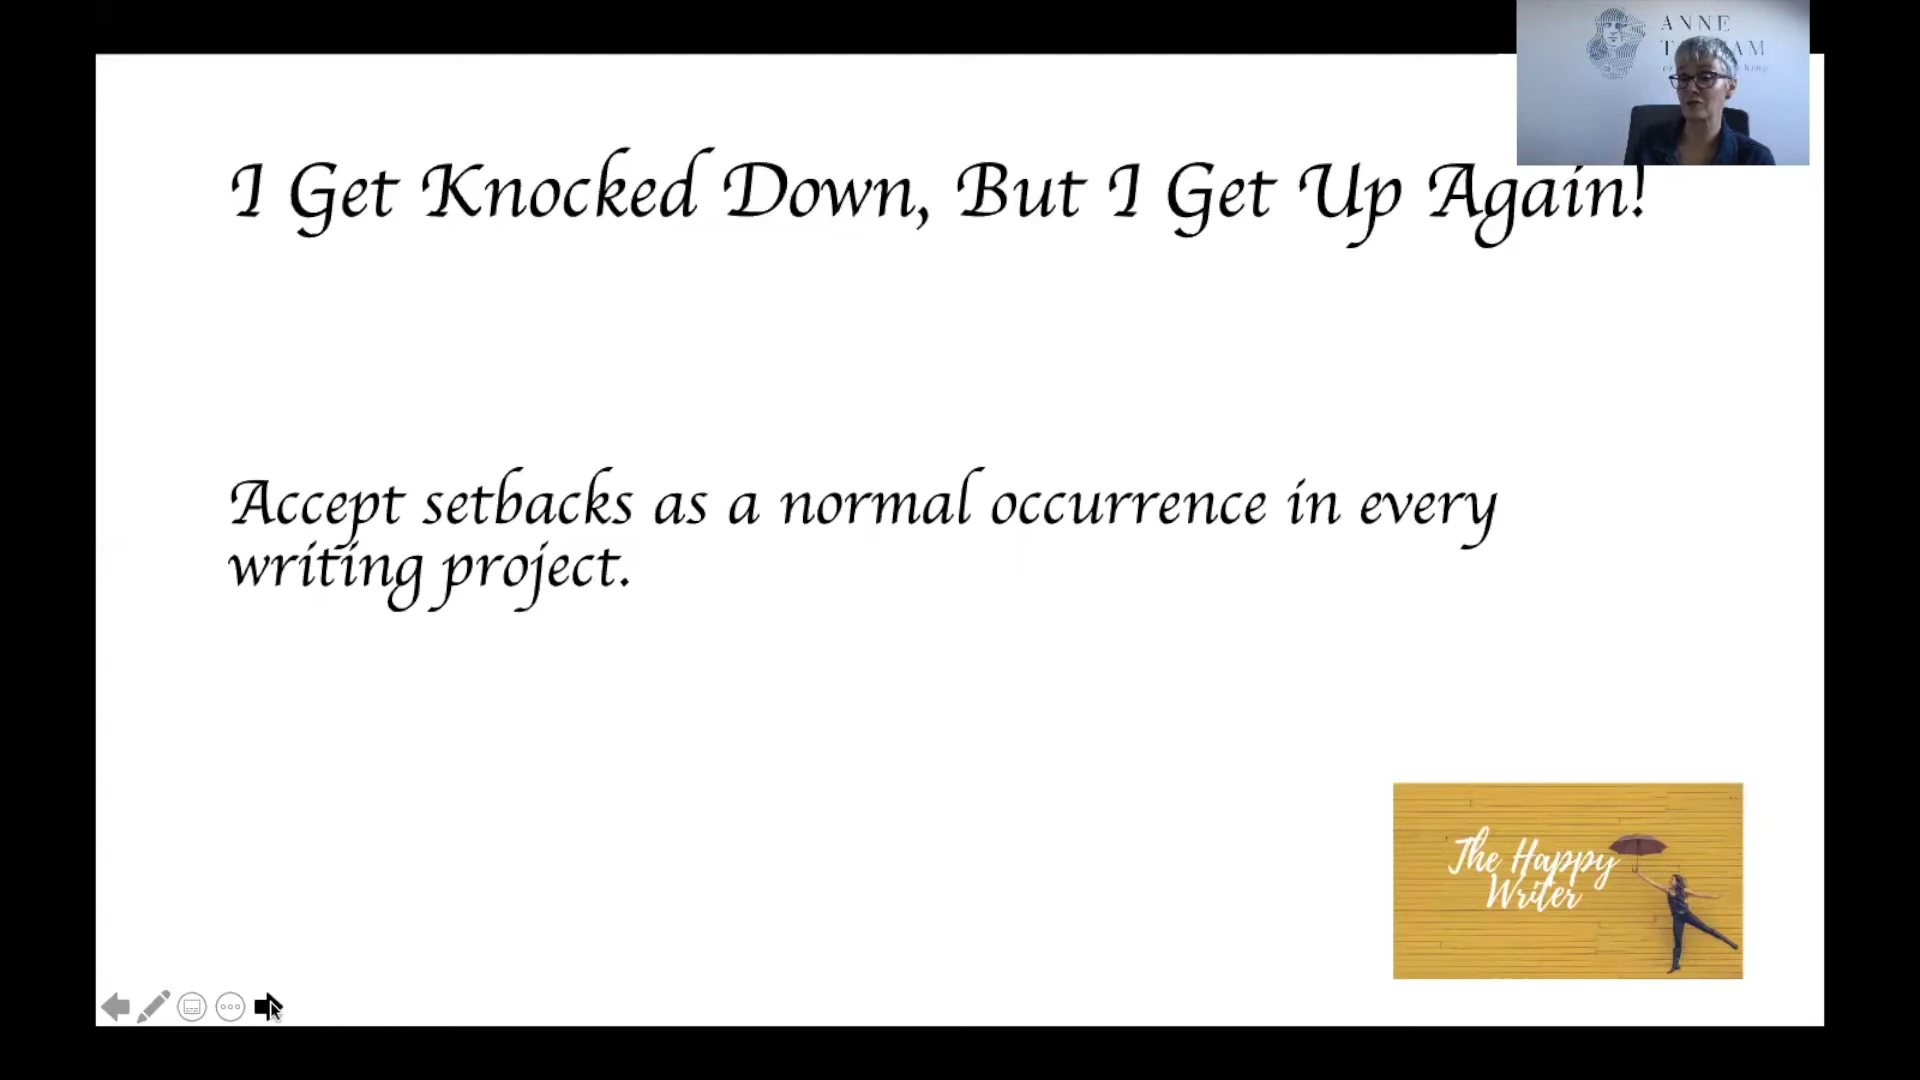 ANNE
I Get Knocked Down, But I Get Up Again!
Accept setbacks as a normal occurrence in every
writing project.
The Happy
Writer